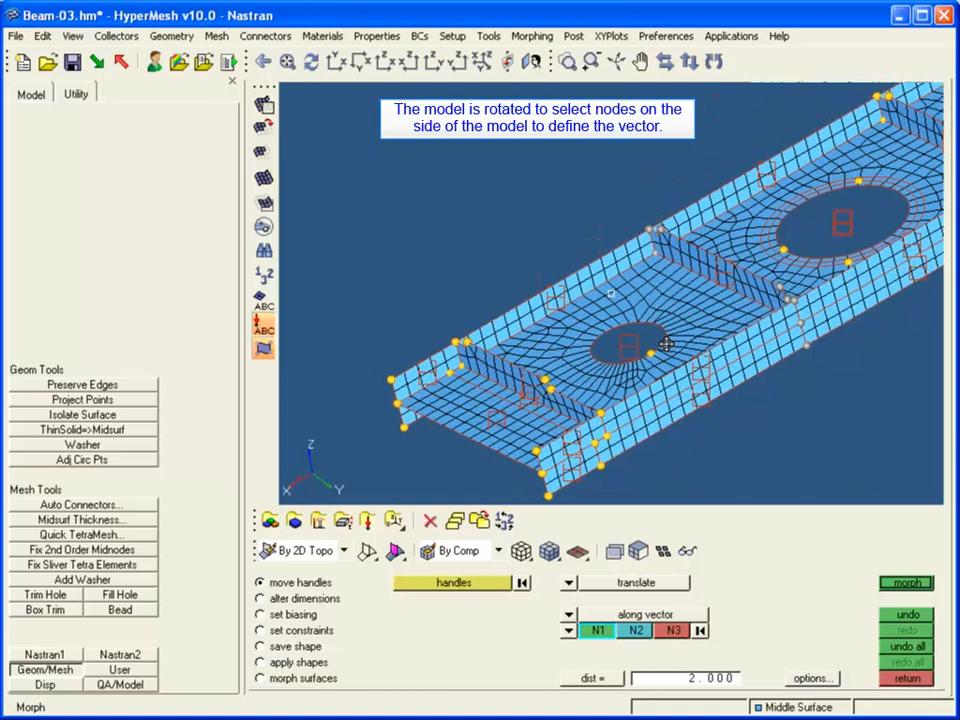 Beam-03.hm* - HyperMesh v10.0 - Nastran
File Edit View Collectors Geometry Mesh Connectors Materials Properties BCs Setup Tools Morphing Post XYPlots Preferences Applications Help
Model Utility
The model is rotated to select nodes on the
side of the model to define the vector.
1 2 3
ABC
ABC
Z
X
Y
Geom Tools
Preserve Edges
Project Points
Isolate Surface
ThinSolid=>Midsurf
Washer
Adj Circ Pts
Mesh Tools
Auto Connectors...
Midsurf Thickness...
Quick TetraMesh...
Fix 2nd Order Midnodes
Fix Sliver Tetra Elements
Add Washer
Trim Hole Fill Hole
Box Trim Bead
Nastran1 Nastran2
Geom/Mesh User
Disp QA/Model
By 2D Topo By Comp
move handles handles translate morph
alter dimensions
set biasing along vector undo
set constraints N1 N2 N3 redo
save shape undo all
apply shapes redo all
morph surfaces dist = 2.000 options... return
Morph Middle Surface